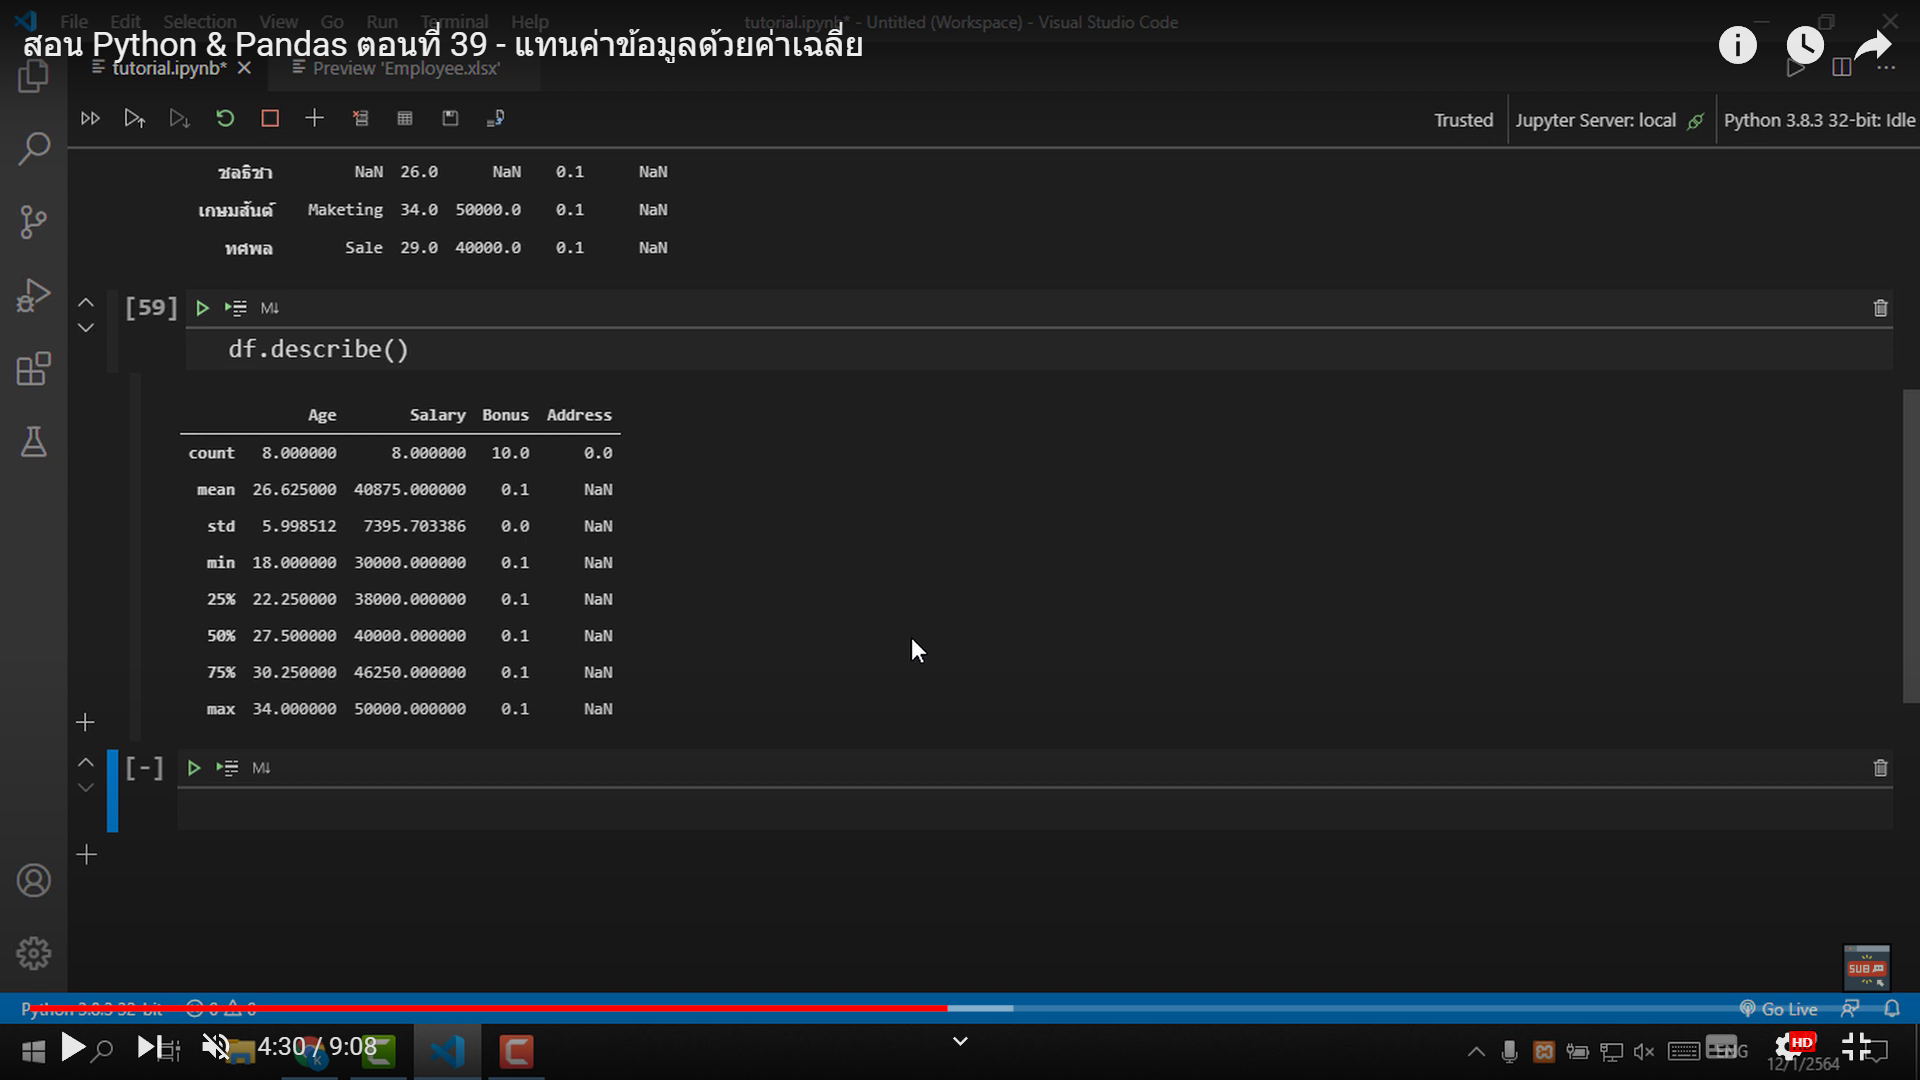 File Edit Selection View Go Run Terminal Help
tutorial.ipynb* - Untitled (Workspace) - Visual Studio Code
สอน Python & Pandas ตอนที่ 39 - แทนค่าข้อมูลด้วยค่าเฉลี่ย
tutorial.ipynb* Preview 'Employee.xlsx'
Trusted Jupyter Server: local Python 3.8.3 32-bit: Idle
ชลธิชา NaN 26.0 NaN 0.1 NaN
เกษมสันต์ Maketing 34.0 50000.0 0.1 NaN
ทศพล Sale 29.0 40000.0 0.1 NaN
[59] M↓
df.describe()
Age Salary Bonus Address
count 8.000000 8.000000 10.0 0.0
mean 26.625000 40875.000000 0.1 NaN
std 5.998512 7395.703386 0.0 NaN
min 18.000000 30000.000000 0.1 NaN
25% 22.250000 38000.000000 0.1 NaN
50% 27.500000 40000.000000 0.1 NaN
75% 30.250000 46250.000000 0.1 NaN
max 34.000000 50000.000000 0.1 NaN
[-] M↓
SUB
Python 3.8.3 32-bit 0 0 Go Live
4:30 / 9:08 ENG HD
12/1/2564